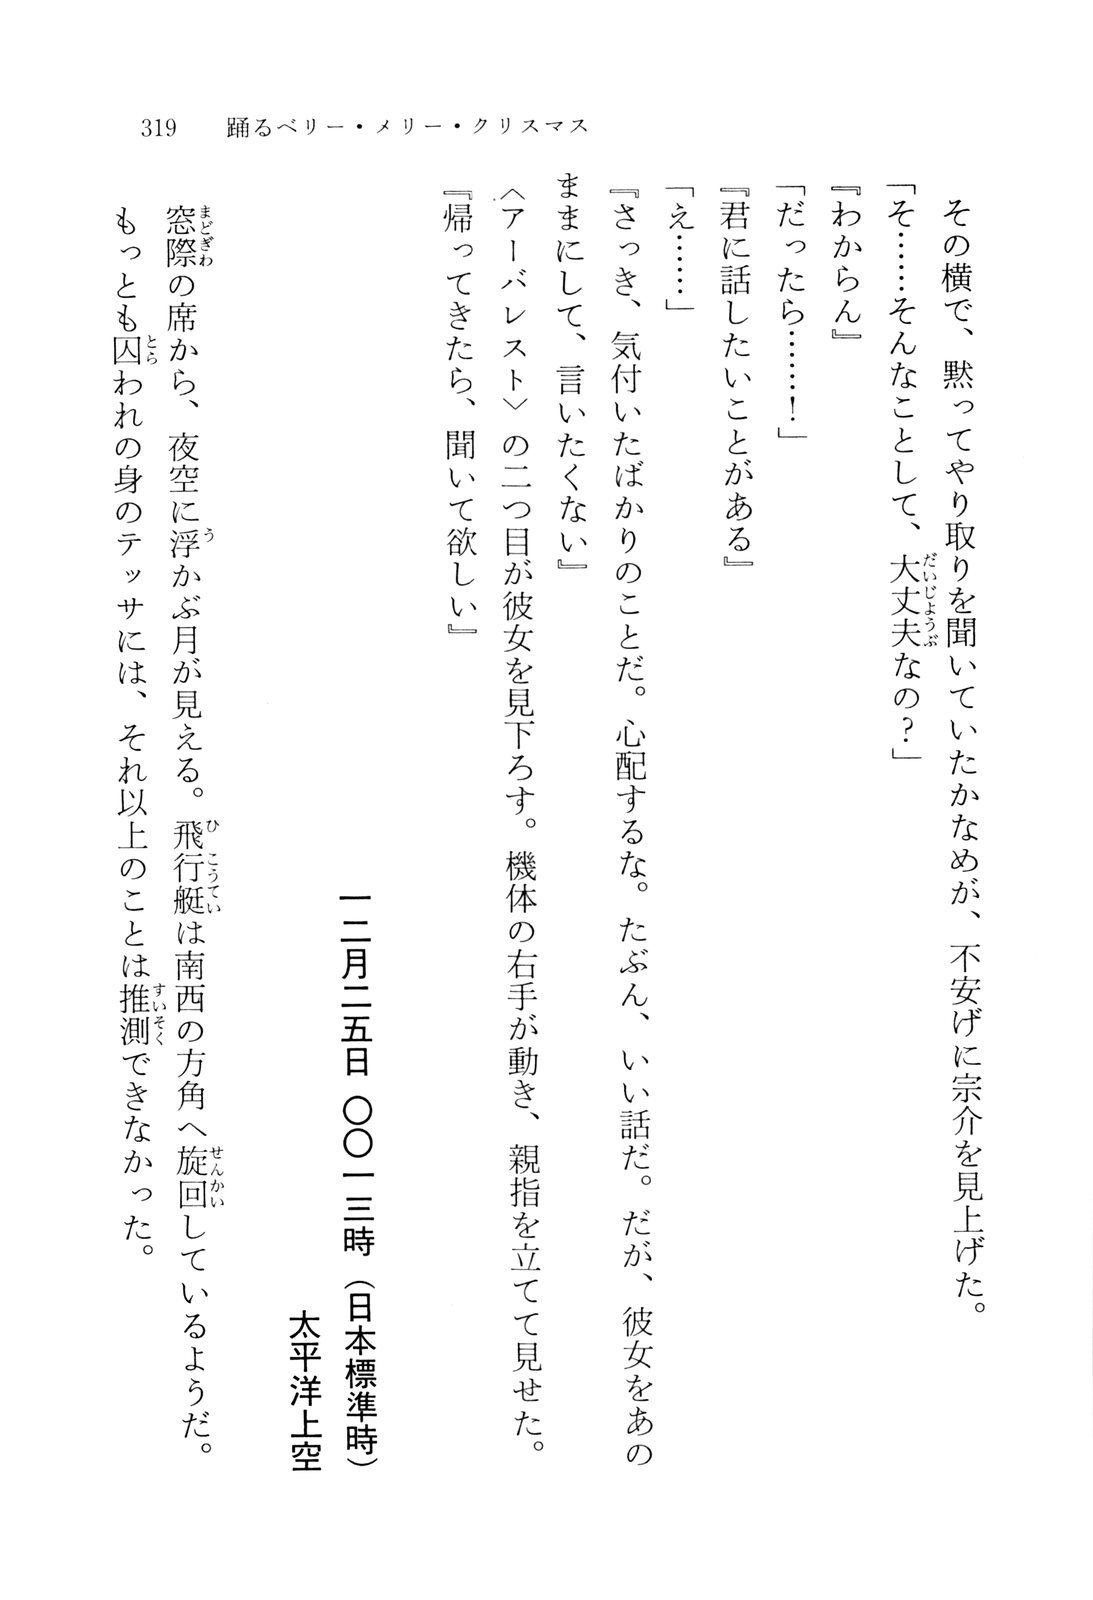 319　踊るベリー・メリー・クリスマス
その横で、黙ってやり取りを聞いていたかなめが、不安げに宗介を見上げた。
「そ……そんなことして、大丈夫なの？」
『わからん』
「だったら………！」
『君に話したいことがある』
「え……」
『さっき、気付いたばかりのことだ。心配するな。たぶん、いい話だ。だが、彼女をあの
ままにして、言いたくない』
〈アーバレスト〉の二つ目が彼女を見下ろす。機体の右手が動き、親指を立てて見せた。
『帰ってきたら、聞いて欲しい』
一二月二五日 〇〇一三時（日本標準時）
太平洋上空
窓際の席から、夜空に浮かぶ月が見える。飛行艇は南西の方角へ旋回しているようだ。
もっとも囚われの身のテッサには、それ以上のことは推測できなかった。